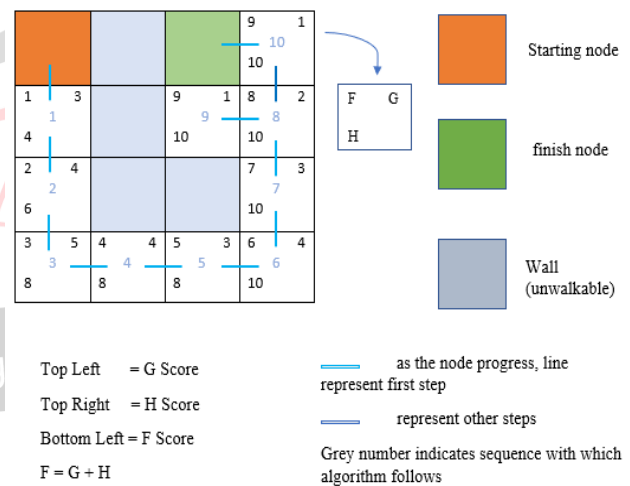 9 1
10
10
1 3
1
4
9 1
9
10
8 2
8
10
F G
H
Starting node
2 4
2
6
7 3
7
10
finish node
3 5
3
8
4 4
4
8
5 3
5
8
6 4
6
10
Wall
(unwalkable)
Top Left = G Score
Top Right = H Score
Bottom Left = F Score
F = G + H
as the node progress, line
represent first step
represent other steps
Grey number indicates sequence with which
algorithm follows